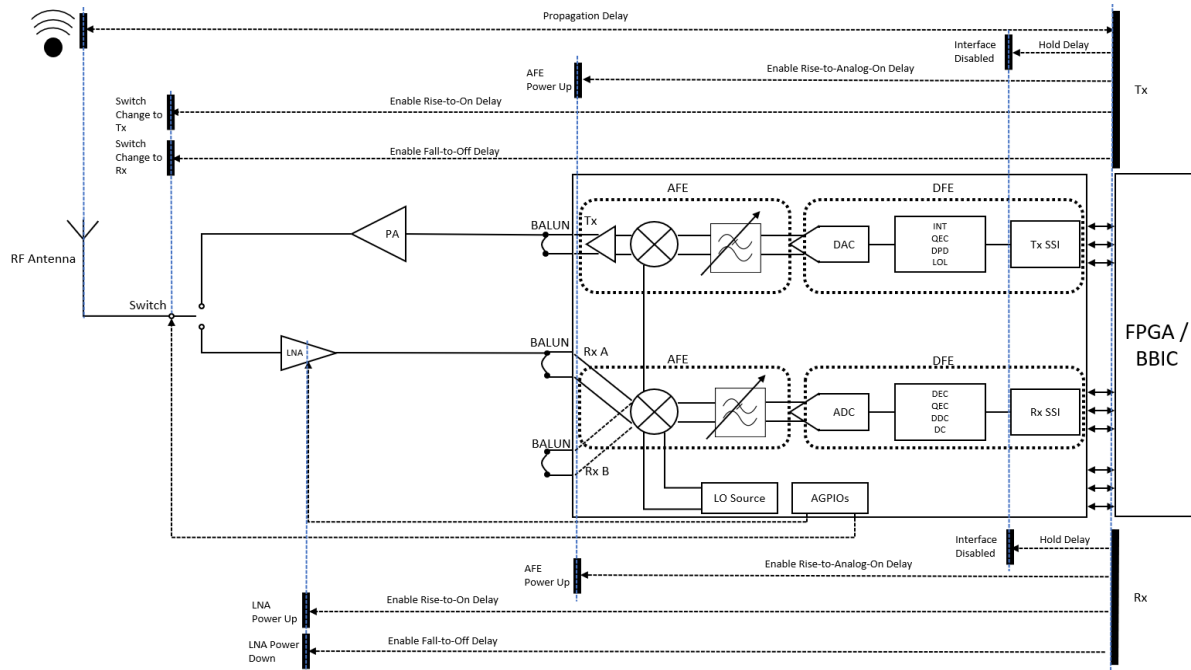 Propagation Delay
Interface
Disabled
Hold Delay
AFE
Power Up
Enable Rise-to-Analog-On Delay
Tx
Switch
Change to
Tx
Enable Rise-to-On Delay
Switch
Change to
Rx
Enable Fall-to-Off Delay
AFE
DFE
BALUN
Tx
PA
DAC
INT
QEC
DPD
LOL
Tx SSI
RF Antenna
Switch
FPGA /
BBIC
BALUN
Rx A
LNA
AFE
DFE
ADC
DEC
QEC
DDC
DC
Rx SSI
BALUN
Rx B
LO Source
AGPIOs
Interface
Disabled
Hold Delay
AFE
Power Up
Enable Rise-to-Analog-On Delay
Rx
LNA
Power Up
Enable Rise-to-On Delay
LNA Power
Down
Enable Fall-to-Off Delay